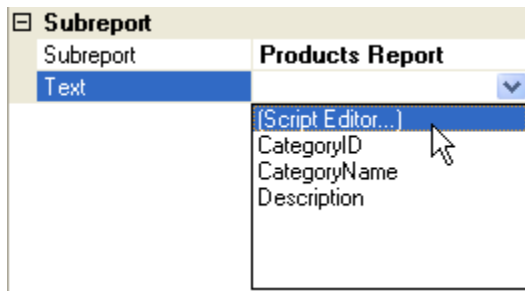 Subreport
Subreport Products Report
Text
(Script Editor...)
CategoryID
CategoryName
Description